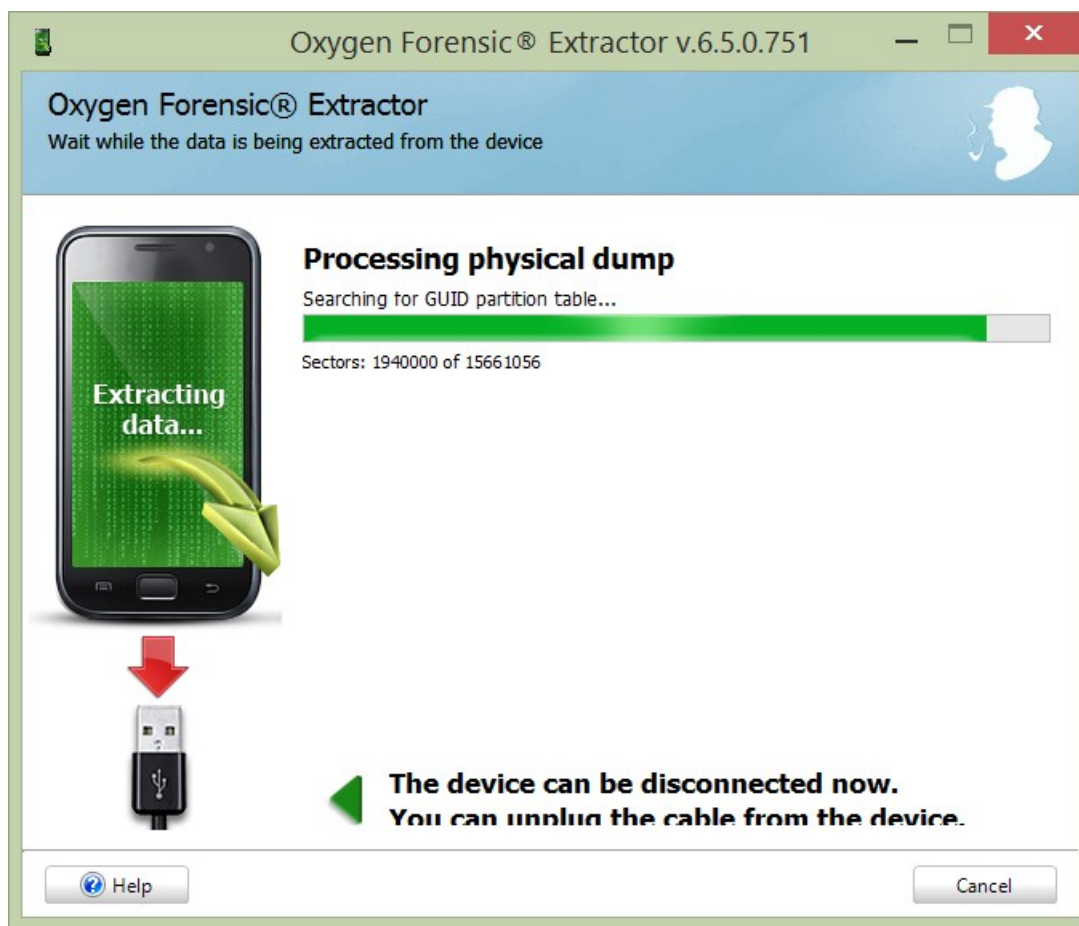 Oxygen Forensic® Extractor v.6.5.0.751
Oxygen Forensic® Extractor
Wait while the data is being extracted from the device
Processing physical dump
Searching for GUID partition table...
Sectors: 1940000 of 15661056
Extracting
data...
The device can be disconnected now.
You can unplug the cable from the device.
Help
Cancel